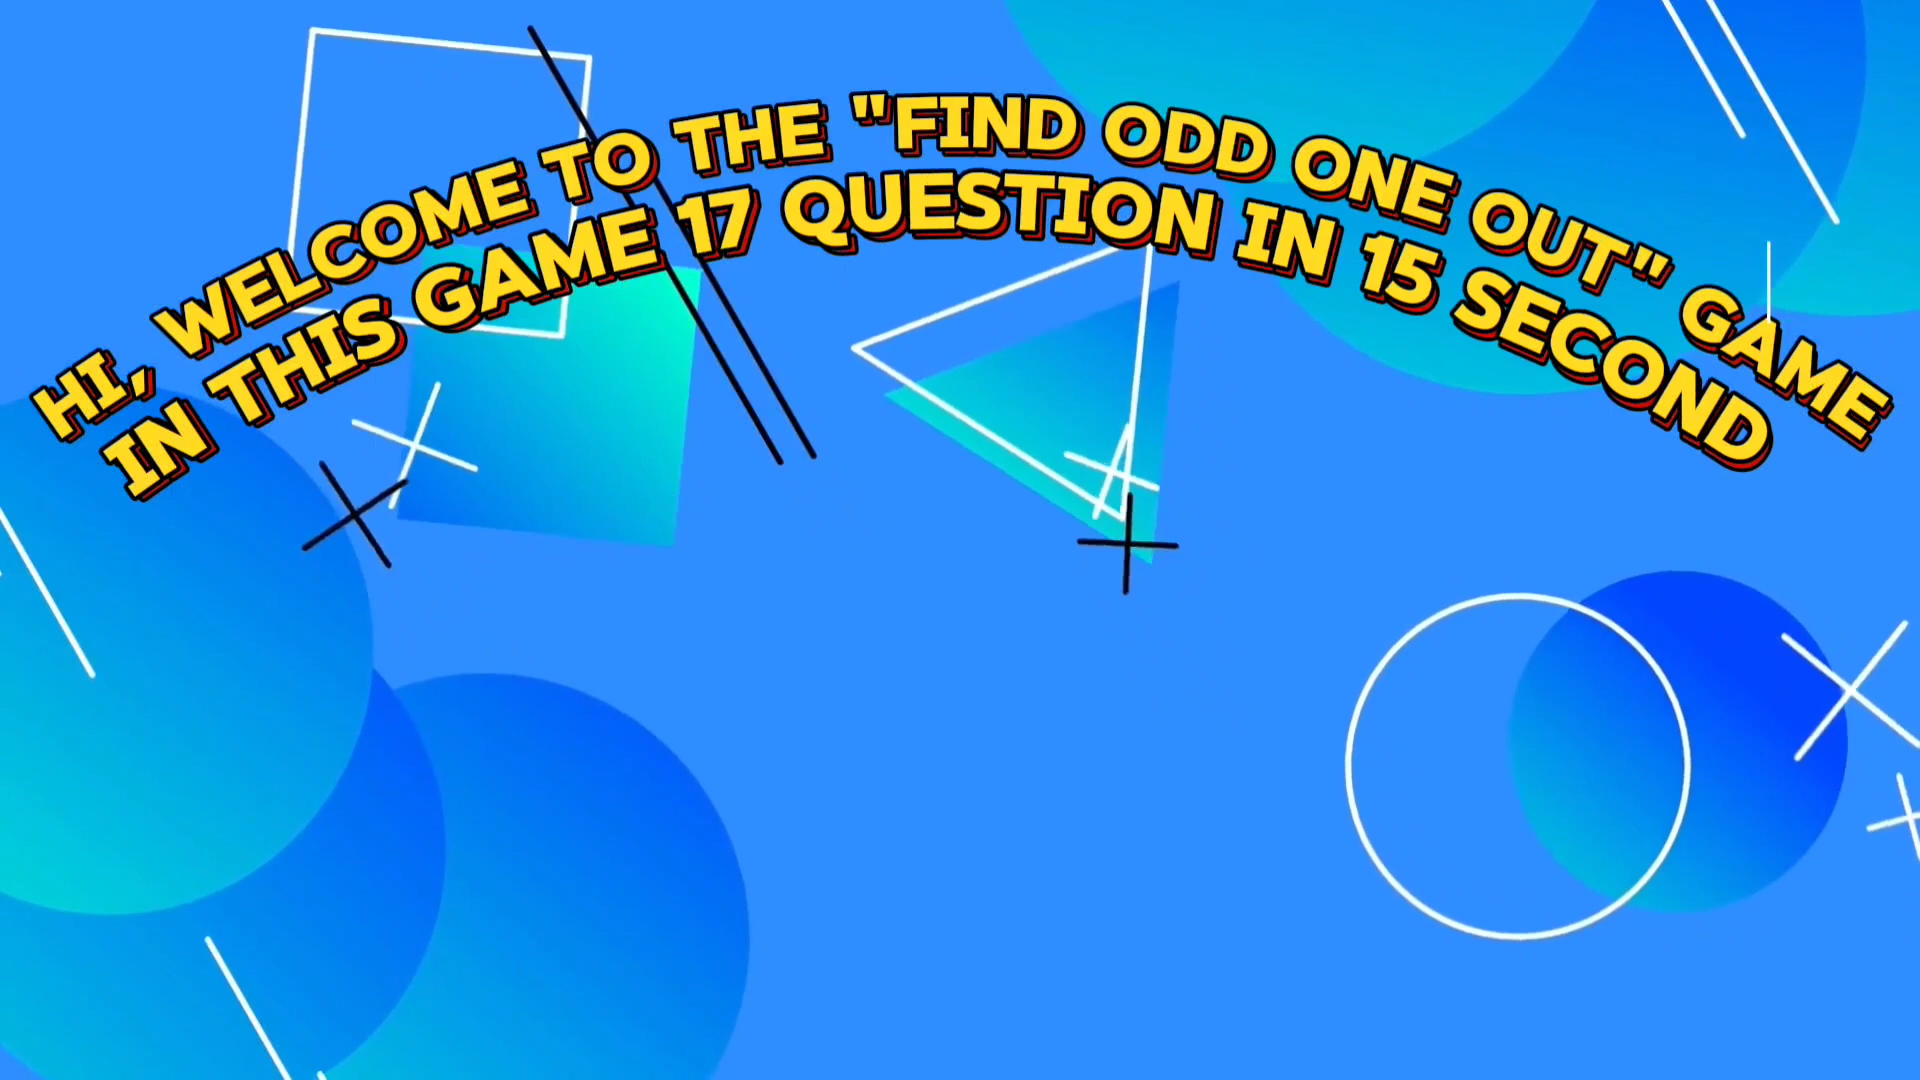 HI, WELCOME TO THE "FIND ODD ONE OUT" GAME
IN THIS GAME 17 QUESTION IN 15 SECOND